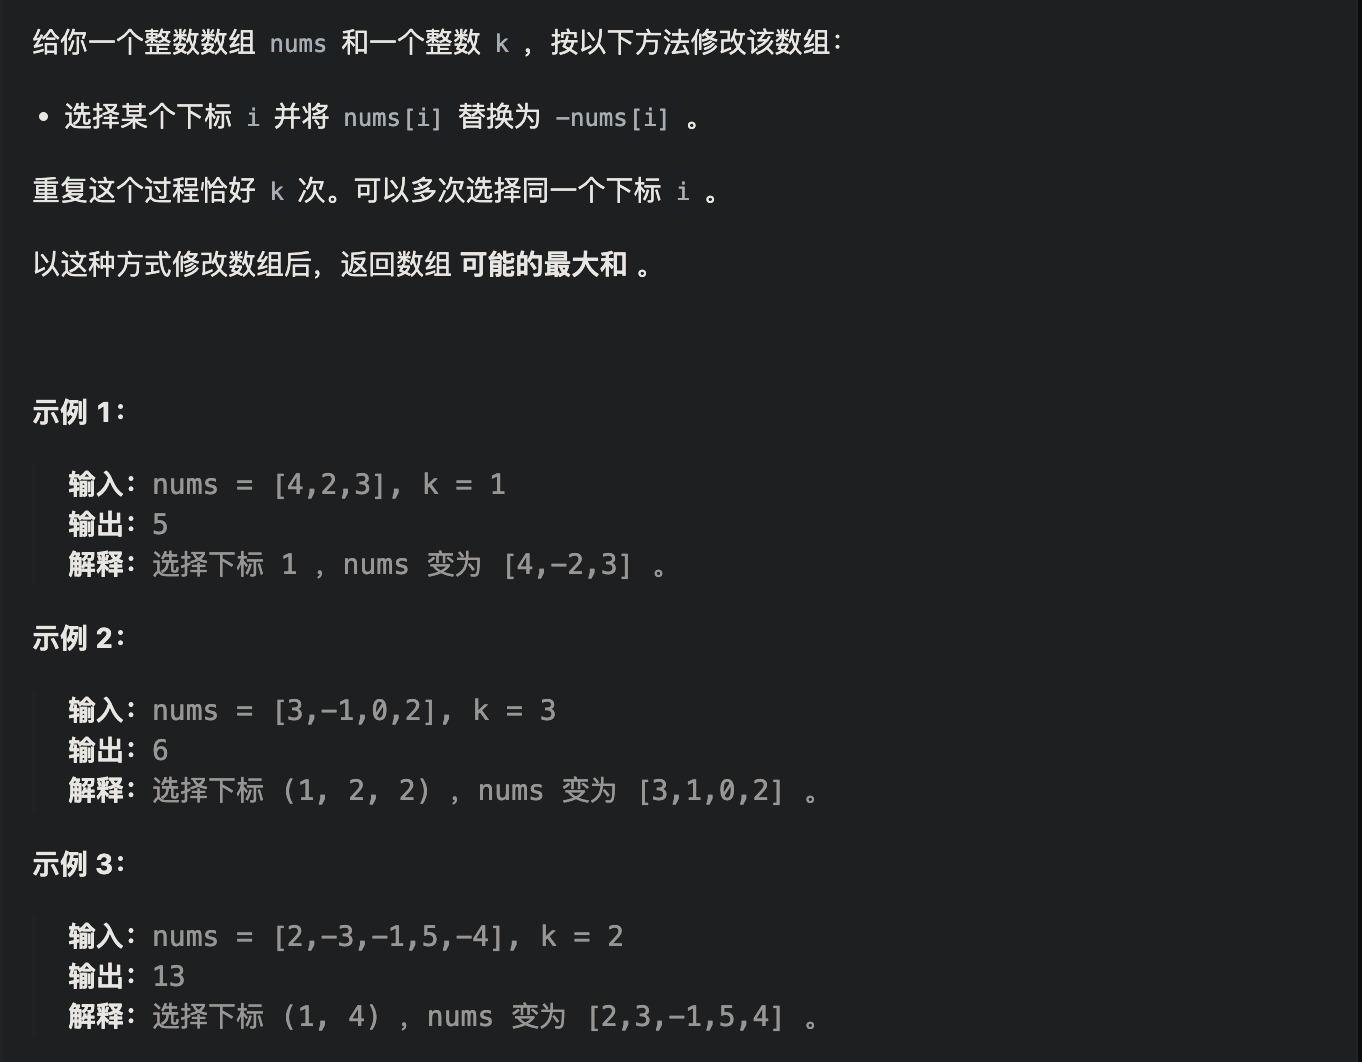 给你一个整数数组 nums 和一个整数 k ，按以下方法修改该数组：
• 选择某个下标 i 并将 nums[i] 替换为 -nums[i] 。
重复这个过程恰好 k 次。可以多次选择同一个下标 i 。
以这种方式修改数组后，返回数组 可能的最大和 。
示例 1：
输入：nums = [4,2,3], k = 1
输出：5
解释：选择下标 1 ，nums 变为 [4,-2,3] 。
示例 2：
输入：nums = [3,-1,0,2], k = 3
输出：6
解释：选择下标 (1, 2, 2) ，nums 变为 [3,1,0,2] 。
示例 3：
输入：nums = [2,-3,-1,5,-4], k = 2
输出：13
解释：选择下标 (1, 4) ，nums 变为 [2,3,-1,5,4] 。